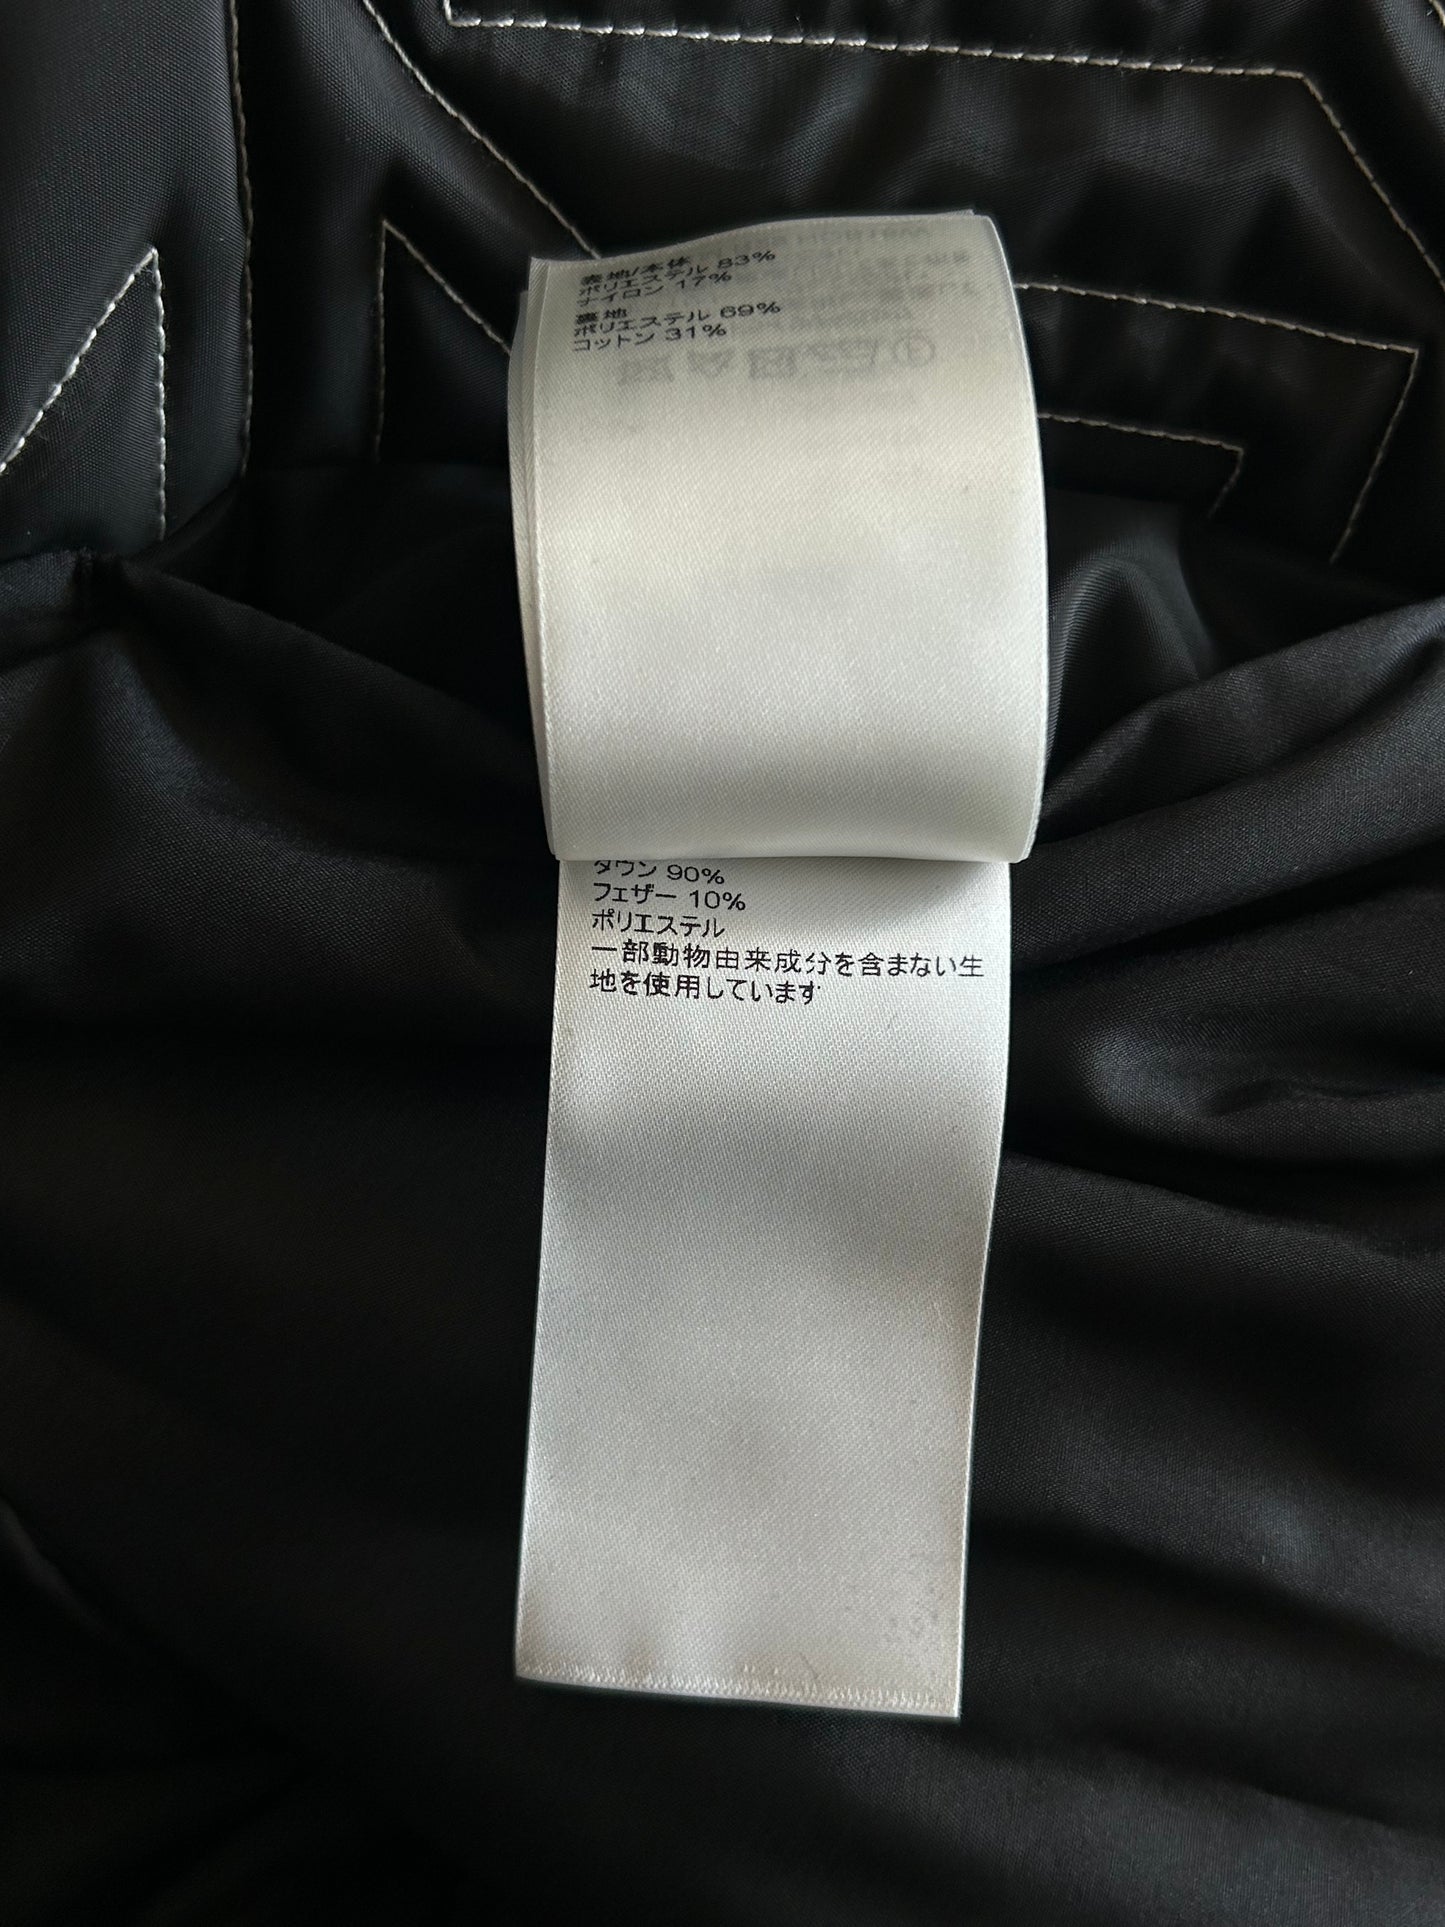 表地/本体
ポリエステル 83%
ナイロン 17%
裏地
ポリエステル 69%
コットン 31%
ダウン 90%
フェザー 10%
ポリエステル
一部動物由来成分を含まない生
地を使用しています